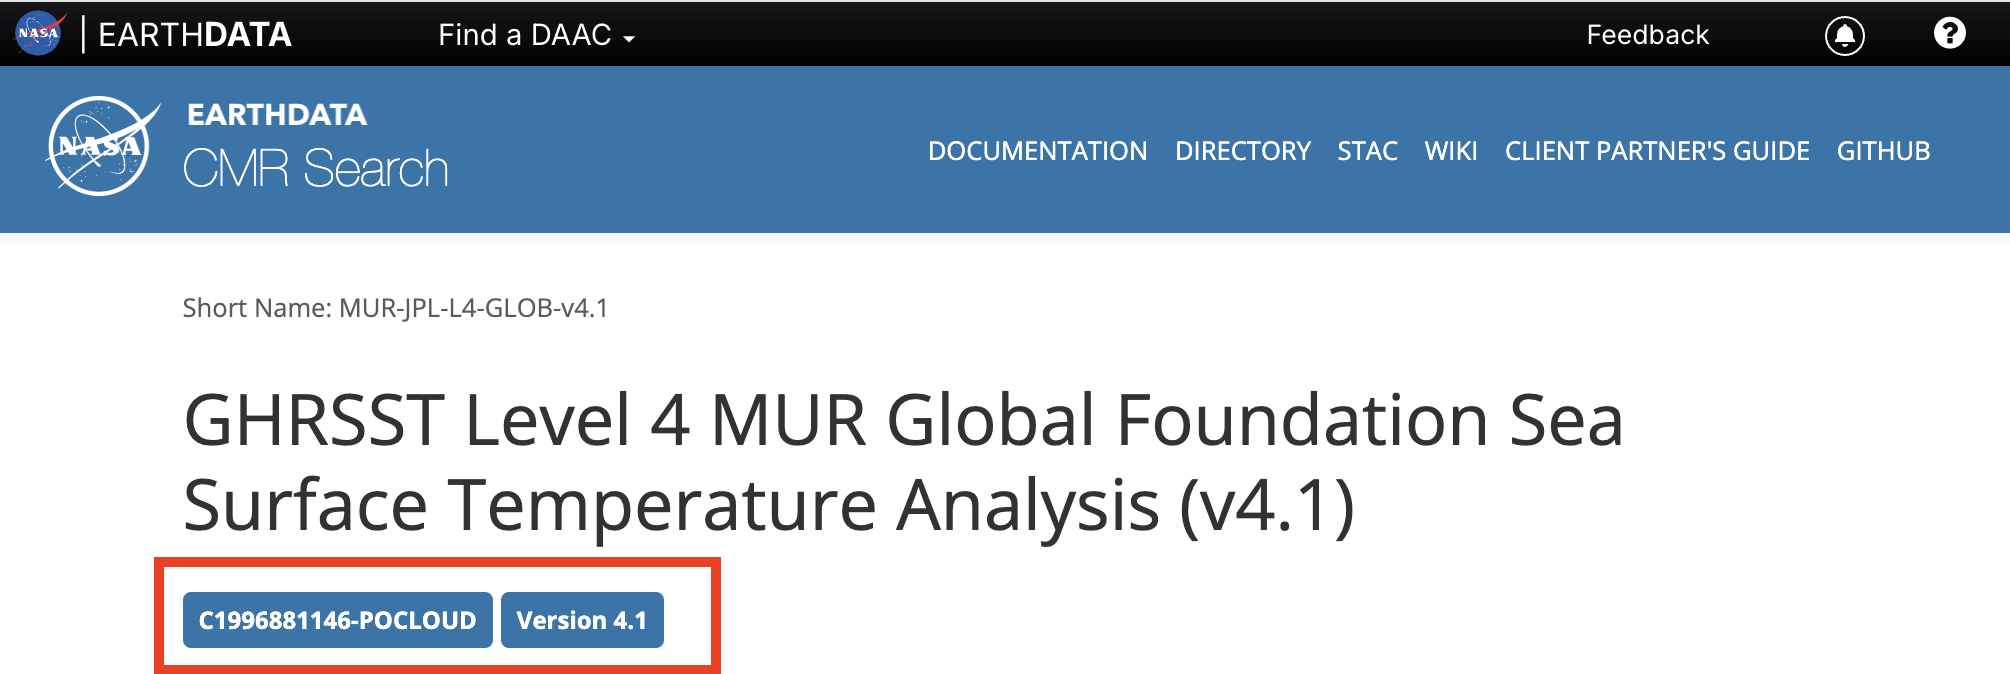 NASA EARTHDATA Find a DAAC Feedback ?
NASA
EARTHDATA
CMR Search
DOCUMENTATION DIRECTORY STAC WIKI CLIENT PARTNER'S GUIDE GITHUB
Short Name: MUR-JPL-L4-GLOB-v4.1
GHRSST Level 4 MUR Global Foundation Sea
Surface Temperature Analysis (v4.1)
C1996881146-POCLOUD Version 4.1